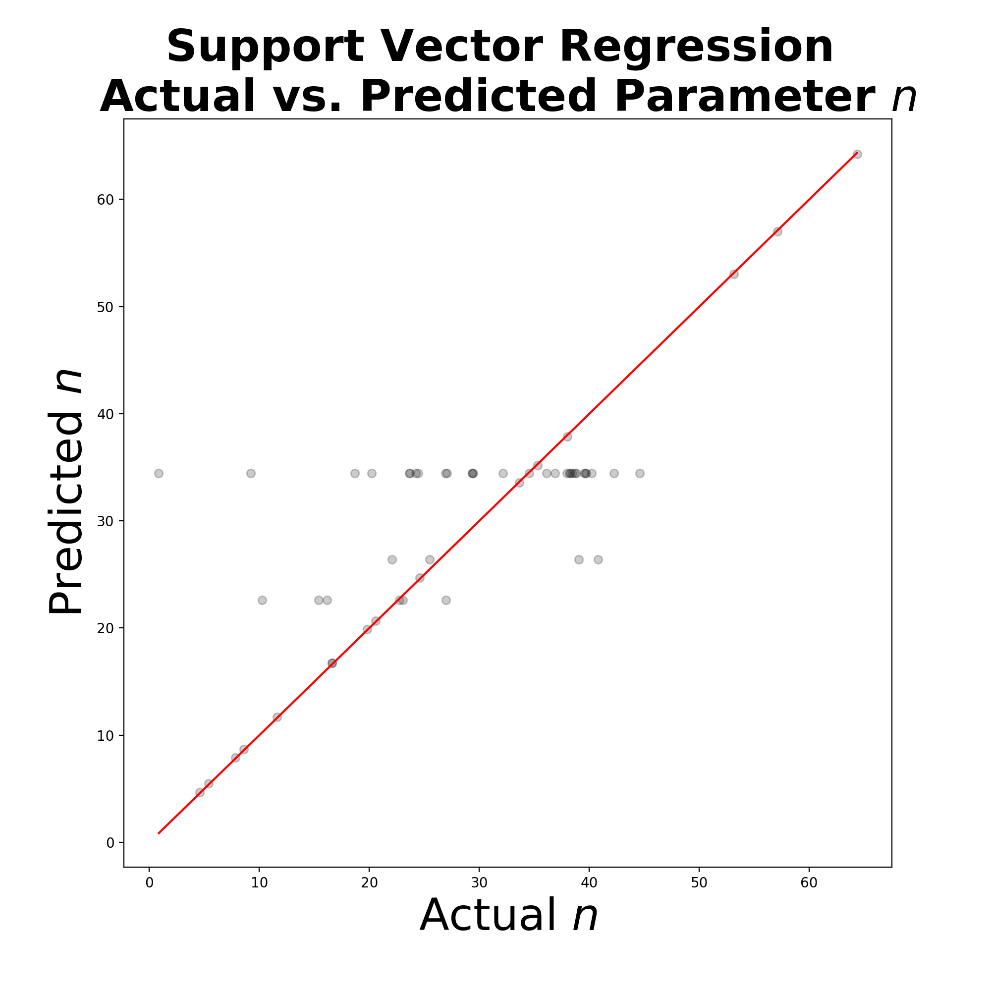 Support Vector Regression
Actual vs. Predicted Parameter n
Predicted n
60
50
40
30
20
10
0
0 10 20 30 40 50 60
Actual n